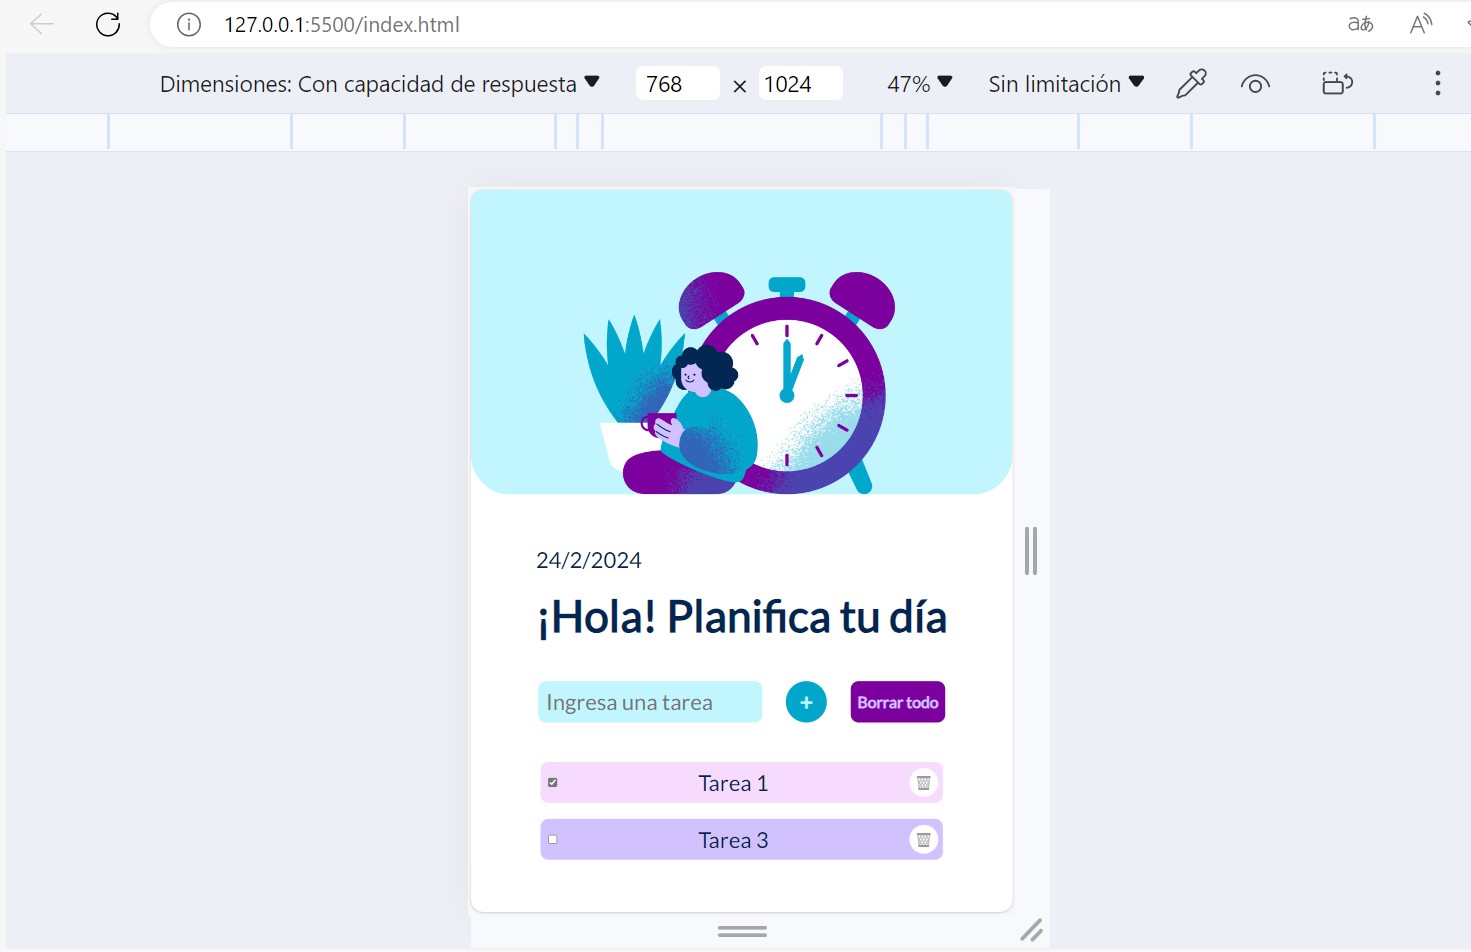 127.0.0.1:5500/index.html
Dimensiones: Con capacidad de respuesta 768 × 1024 47% Sin limitación
24/2/2024
¡Hola! Planifica tu día
Ingresa una tarea + Borrar todo
Tarea 1
Tarea 3